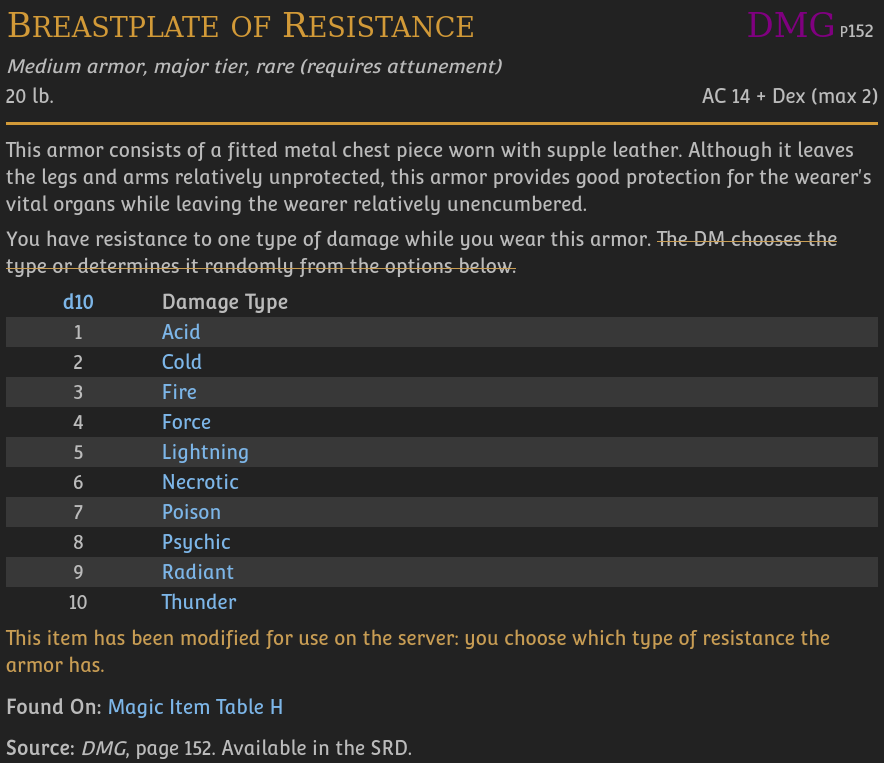 Breastplate of Resistance DMG P152
Medium armor, major tier, rare (requires attunement)
20 lb. AC 14 + Dex (max 2)
This armor consists of a fitted metal chest piece worn with supple leather. Although it leaves
the legs and arms relatively unprotected, this armor provides good protection for the wearer's
vital organs while leaving the wearer relatively unencumbered.
You have resistance to one type of damage while you wear this armor. The DM chooses the
type or determines it randomly from the options below.
d10 Damage Type
1 Acid
2 Cold
3 Fire
4 Force
5 Lightning
6 Necrotic
7 Poison
8 Psychic
9 Radiant
10 Thunder
This item has been modified for use on the server: you choose which type of resistance the
armor has.
Found On: Magic Item Table H
Source: DMG, page 152. Available in the SRD.